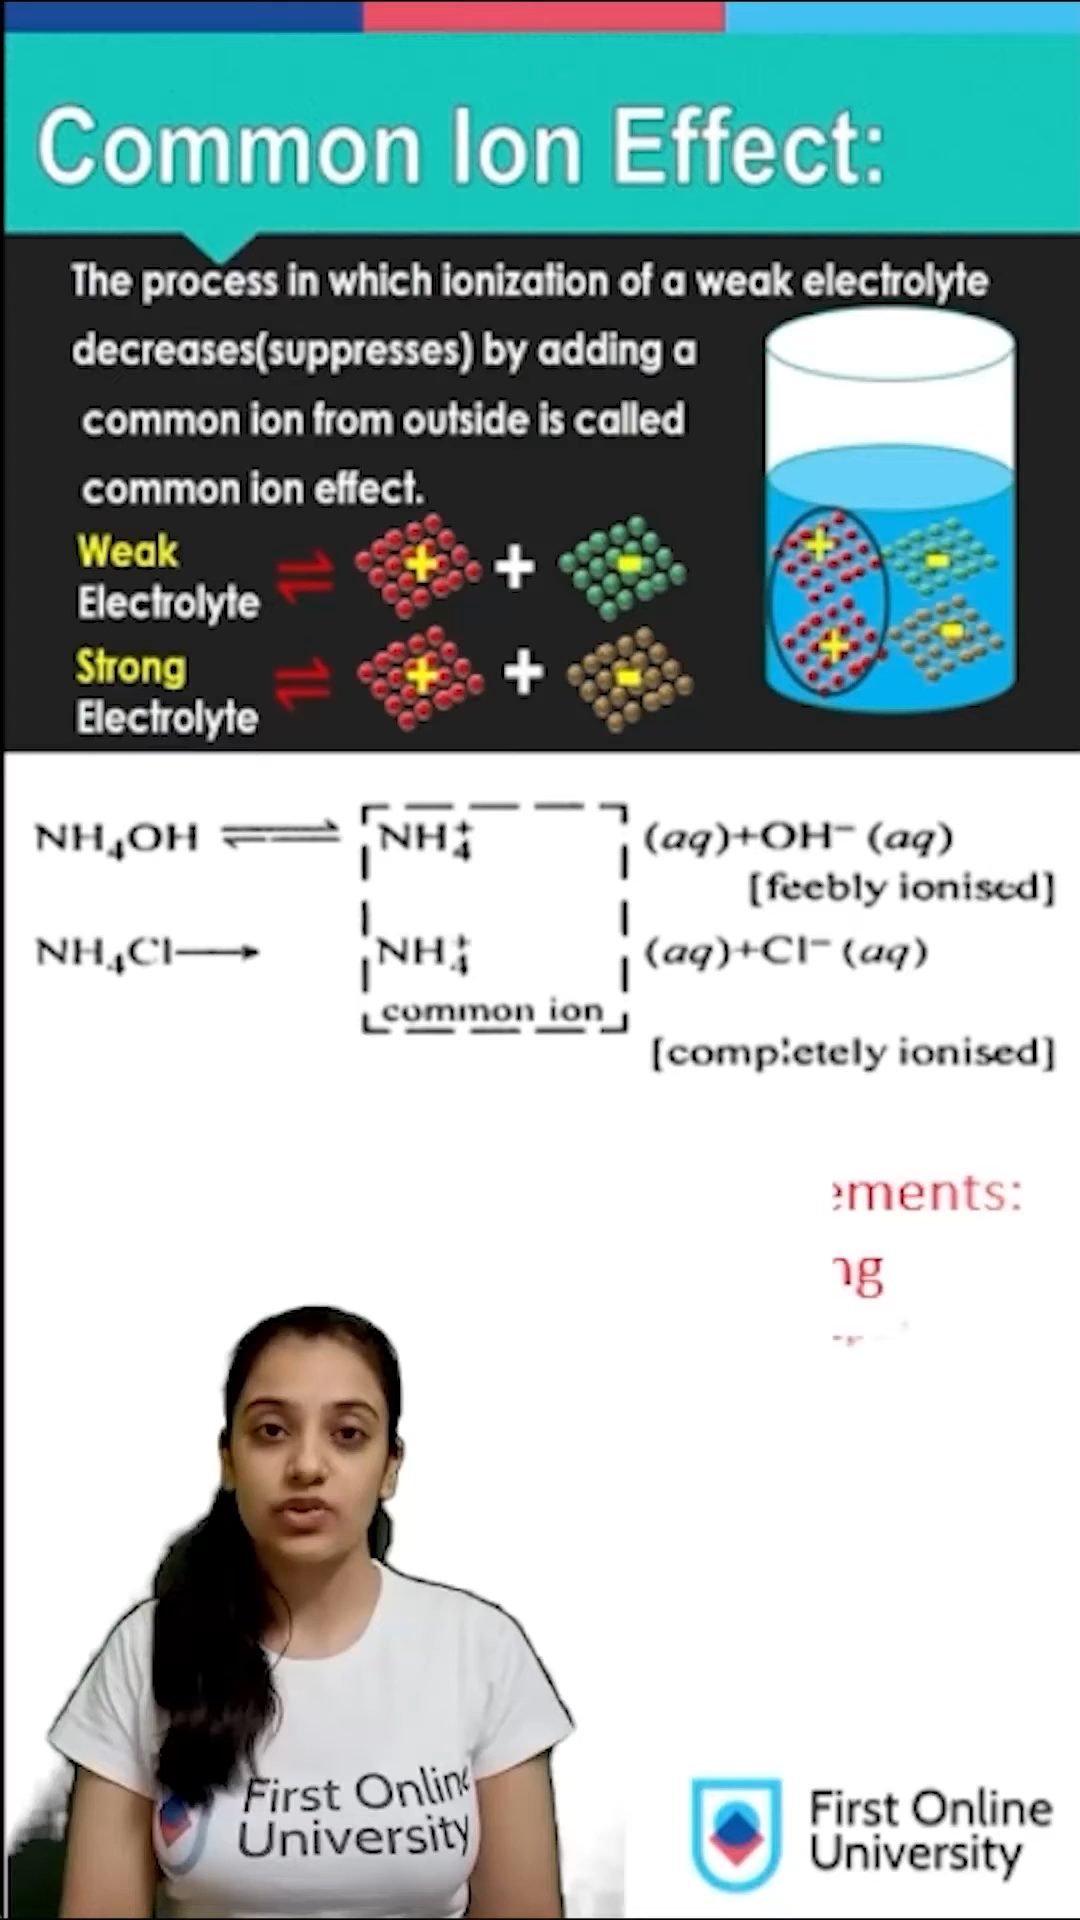 Common Ion Effect:
The process in which ionization of a weak electrolyte
decreases(suppresses) by adding a
common ion from outside is called
common ion effect.
Weak
Electrolyte ⇌ + + -
Strong
Electrolyte ⇌ + + -
NH₄OH ⇌ NH₄⁺ (aq)+OH⁻ (aq)
[feebly ionised]
NH₄Cl⟶ NH₄⁺ (aq)+Cl⁻ (aq)
common ion
[completely ionised]
ements:
ng
First Online
University
First Online
University